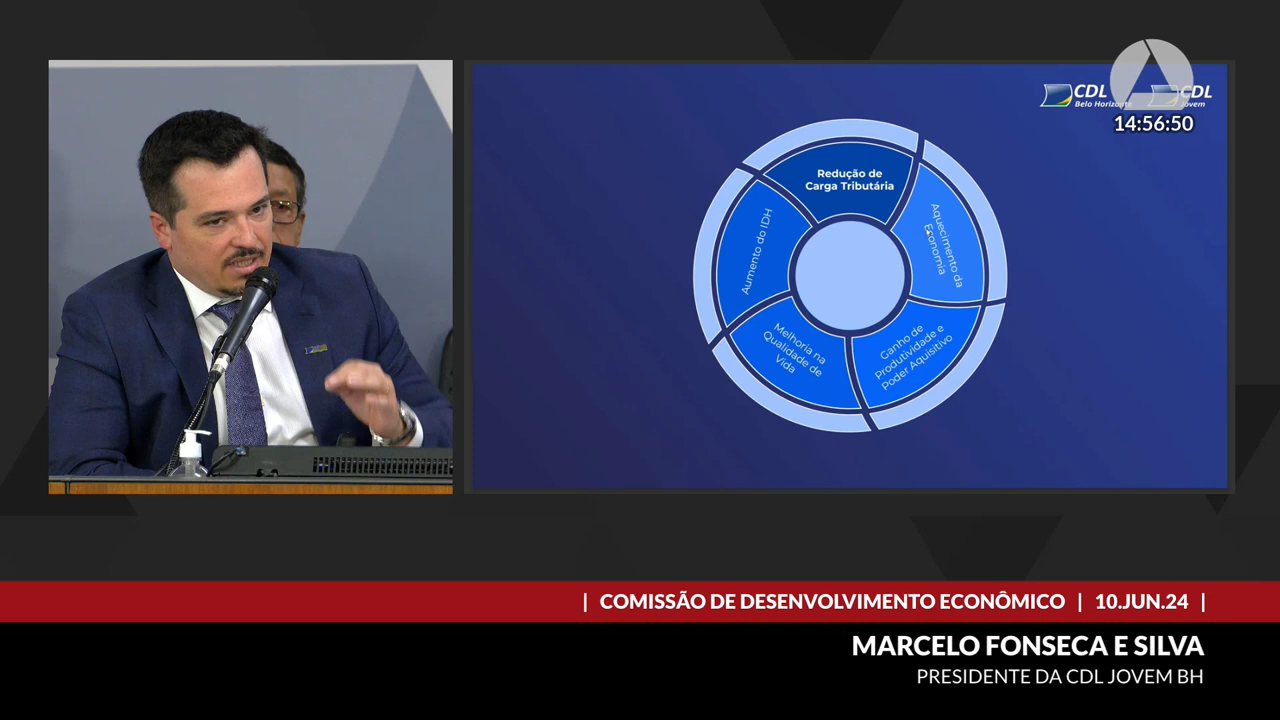 CDL
Belo Horizonte
CDL
Jovem
14:56:50
Redução de
Carga Tributária
Aquecimento da
Economia
Ganho de
Produtividade e
Poder Aquisitivo
Melhoria na
Qualidade de
Vida
Aumento do IDH
| COMISSÃO DE DESENVOLVIMENTO ECONÔMICO | 10.JUN.24 |
MARCELO FONSECA E SILVA
PRESIDENTE DA CDL JOVEM BH